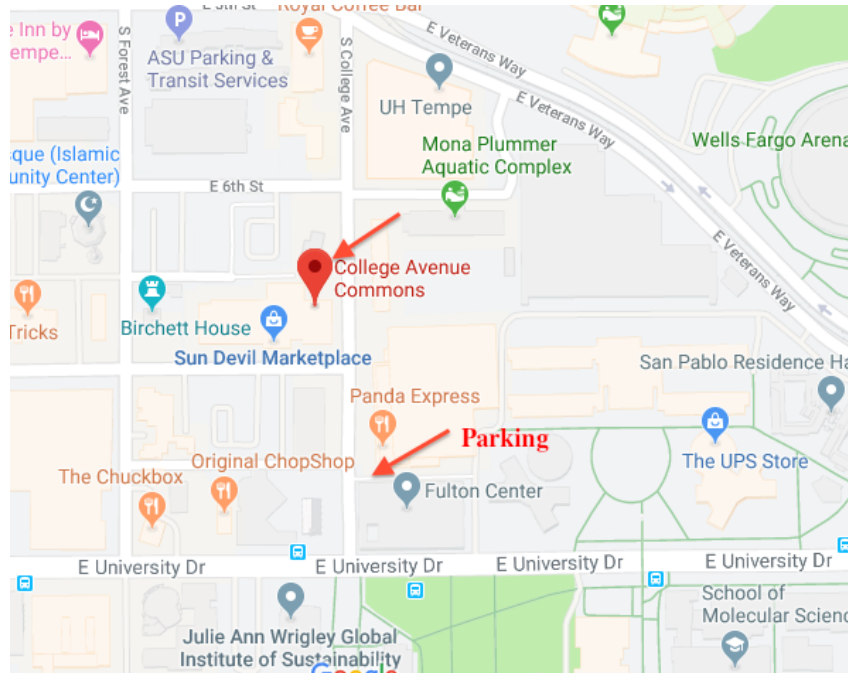 E 5th St
Royal Coffee Bar
e Inn by
empe...
S Forest Ave
ASU Parking &
Transit Services
S College Ave
E Veterans Way
UH Tempe
E Veterans Way
Mona Plummer
Aquatic Complex
Wells Fargo Arena
sque (Islamic
unity Center)
E 6th St
E Veterans Way
College Avenue
Commons
Tricks
Birchett House
Sun Devil Marketplace
San Pablo Residence Ha
Panda Express
Parking
The UPS Store
Original ChopShop
The Chuckbox
Fulton Center
E University Dr
E University Dr
E University Dr
E University Dr
School of
Molecular Scienc
Julie Ann Wrigley Global
Institute of Sustainability
Google